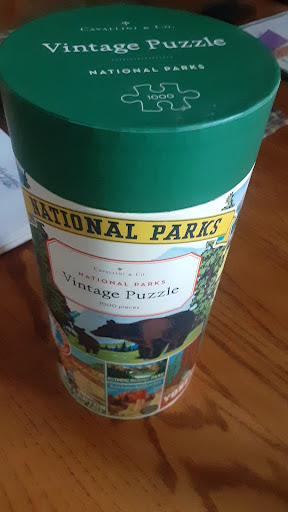 CAVALLINI & CO.
Vintage Puzzle
NATIONAL PARKS
1000
NATIONAL PARKS
CAVALLINI & CO.
NATIONAL PARKS
Vintage Puzzle
1000 pieces